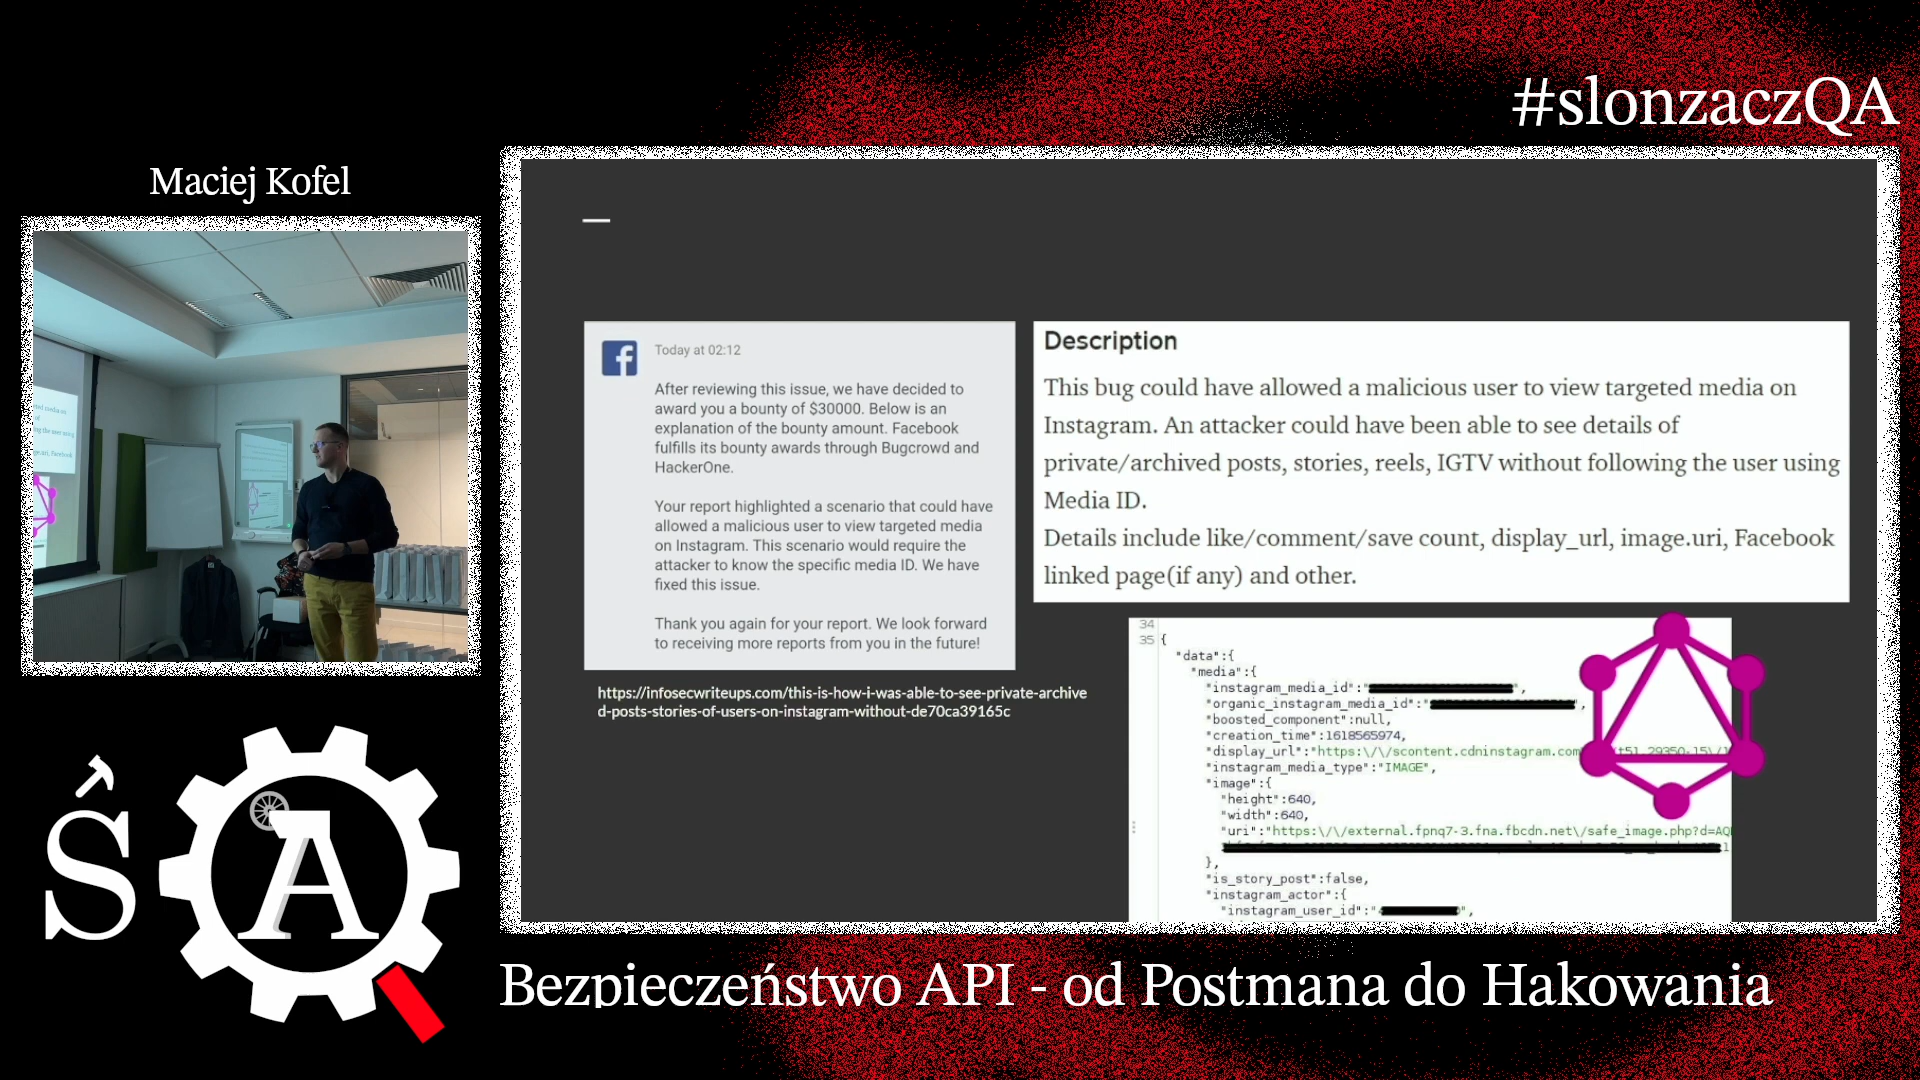 #slonzaczQA
Maciej Kofel
Today at 02:12
After reviewing this issue, we have decided to
award you a bounty of $30000. Below is an
explanation of the bounty amount. Facebook
fulfills its bounty awards through Bugcrowd and
HackerOne.
Your report highlighted a scenario that could have
allowed a malicious user to view targeted media
on Instagram. This scenario would require the
attacker to know the specific media ID. We have
fixed this issue.
Thank you again for your report. We look forward
to receiving more reports from you in the future!
https://infosecwriteups.com/this-is-how-i-was-able-to-see-private-archive
d-posts-stories-of-users-on-instagram-without-de70ca39165c
Description
This bug could have allowed a malicious user to view targeted media on
Instagram. An attacker could have been able to see details of
private/archived posts, stories, reels, IGTV without following the user using
Media ID.
Details include like/comment/save count, display_url, image.uri, Facebook
linked page(if any) and other.
34
35 {
"data":{
"media":{
"instagram_media_id":"
",
"organic_instagram_media_id":"
",
"boosted_component":null,
"creation_time":1618565974,
"display_url":"https:\/\/scontent.cdninstagram.com
"instagram_media_type":"IMAGE",
"image":{
"height":640,
"width":640,
"uri":"https:\/\/external.fpnq7-3.fna.fbcdn.net\/safe_image.php?d=AQ
},
"is_story_post":false,
"instagram_actor":{
"instagram_user_id":"
",
ŚA
Bezpieczeństwo API - od Postmana do Hakowania